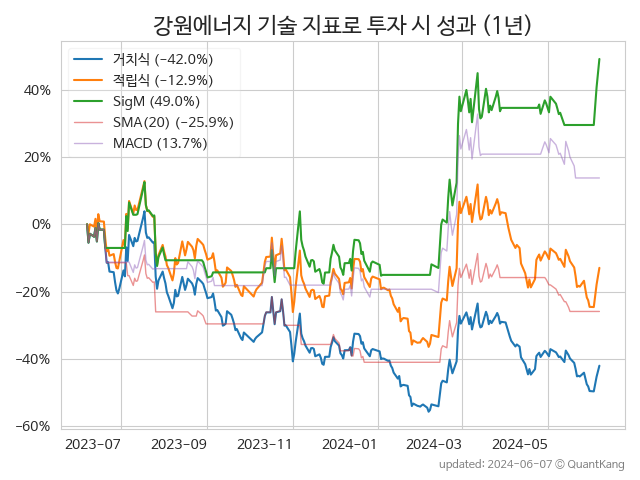 강원에너지 기술 지표로 투자 시 성과 (1년)
거치식 (−42.0%)
적립식 (−12.9%)
SigM (49.0%)
SMA(20) (−25.9%)
MACD (13.7%)
40%
20%
0%
−20%
−40%
−60%
2023−07 2023−09 2023−11 2024−01 2024−03 2024−05
updated: 2024−06−07 ⓒ QuantKang